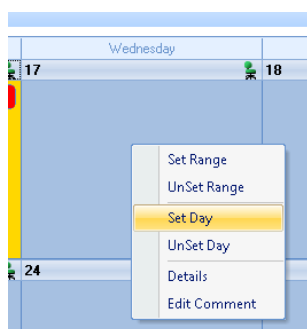 Wednesday
17
18
Set Range
UnSet Range
Set Day
UnSet Day
24
Details
Edit Comment